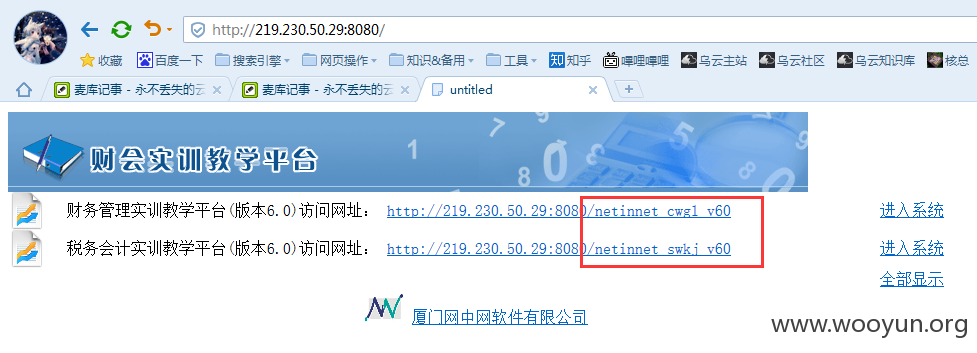 http://219.230.50.29:8080/
收藏 百度一下 搜索引擎 网页操作 知识&备用 工具 知乎 哔哩哔哩 乌云主站 乌云社区 乌云知识库 核总
麦库记事 - 永不丢失的云 麦库记事 - 永不丢失的云 untitled
财会实训教学平台
财务管理实训教学平台(版本6.0)访问网址： http://219.230.50.29:8080/netinnet_cwgl_v60 进入系统
税务会计实训教学平台(版本6.0)访问网址： http://219.230.50.29:8080/netinnet_swkj_v60 进入系统
全部显示
厦门网中网软件有限公司
www.wooyun.org